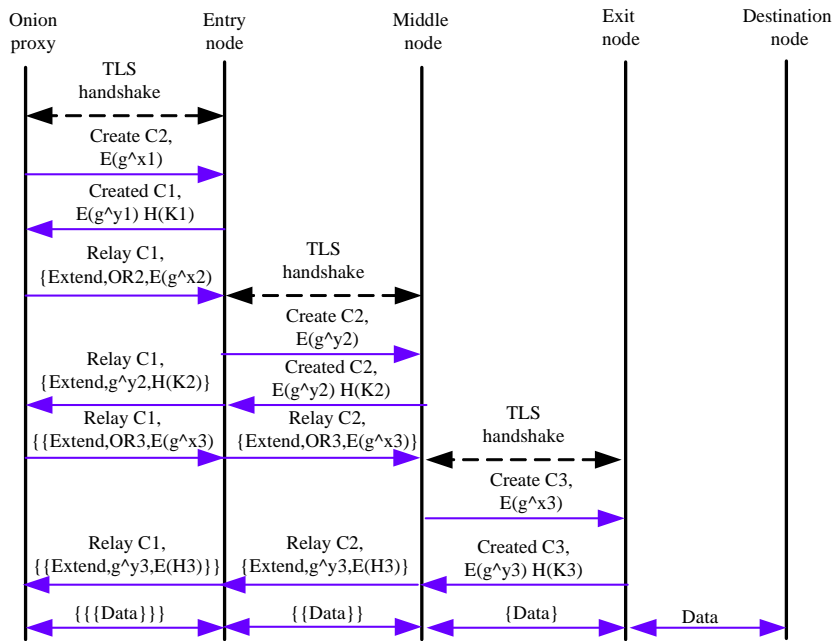 Onion
proxy
Entry
node
Middle
node
Exit
node
Destination
node
TLS
handshake
Create C2,
E(g^x1)
Created C1,
E(g^y1) H(K1)
Relay C1,
{Extend,OR2,E(g^x2)
TLS
handshake
Create C2,
E(g^y2)
Relay C1,
{Extend,g^y2,H(K2)}
Created C2,
E(g^y2) H(K2)
Relay C1,
{{Extend,OR3,E(g^x3)
Relay C2,
{Extend,OR3,E(g^x3)}
TLS
handshake
Create C3,
E(g^x3)
Relay C1,
{{Extend,g^y3,E(H3)}}
Relay C2,
{Extend,g^y3,E(H3)}
Created C3,
E(g^y3) H(K3)
{{{Data}}}
{{Data}}
{Data}
Data